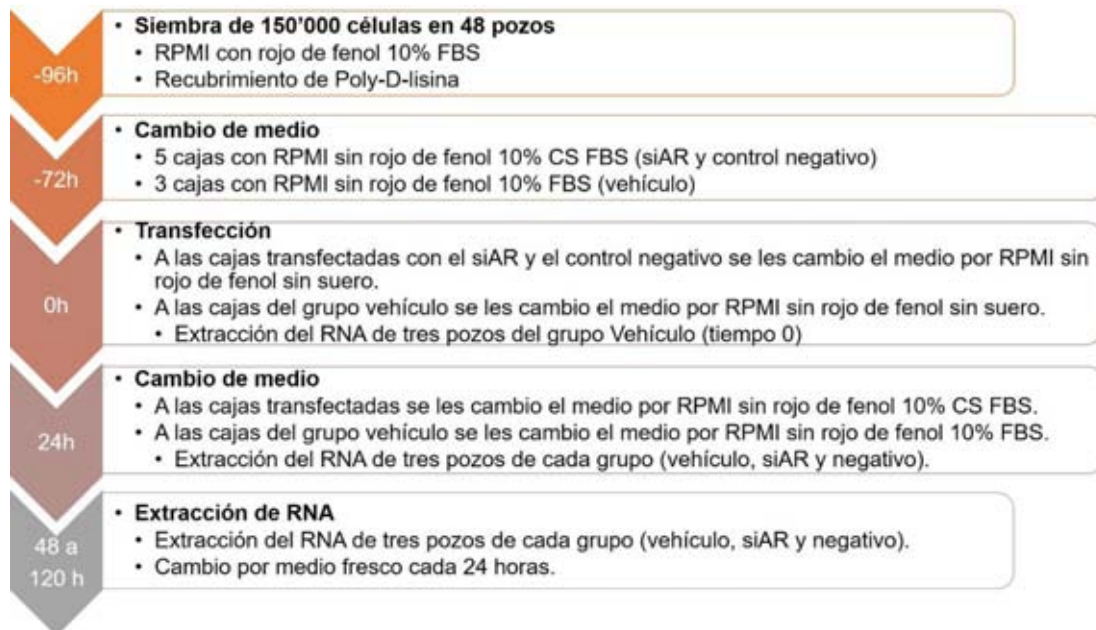 -96h
• Siembra de 150’000 células en 48 pozos
• RPMI con rojo de fenol 10% FBS
• Recubrimiento de Poly-D-lisina
-72h
• Cambio de medio
• 5 cajas con RPMI sin rojo de fenol 10% CS FBS (siAR y control negativo)
• 3 cajas con RPMI sin rojo de fenol 10% FBS (vehículo)
0h
• Transfección
• A las cajas transfectadas con el siAR y el control negativo se les cambio el medio por RPMI sin
rojo de fenol sin suero.
• A las cajas del grupo vehículo se les cambio el medio por RPMI sin rojo de fenol sin suero.
• Extracción del RNA de tres pozos del grupo Vehículo (tiempo 0)
24h
• Cambio de medio
• A las cajas transfectadas se les cambio el medio por RPMI sin rojo de fenol 10% CS FBS.
• A las cajas del grupo vehículo se les cambio el medio por RPMI sin rojo de fenol 10% FBS.
• Extracción del RNA de tres pozos de cada grupo (vehículo, siAR y negativo).
48 a
120 h
• Extracción de RNA
• Extracción del RNA de tres pozos de cada grupo (vehículo, siAR y negativo).
• Cambio por medio fresco cada 24 horas.